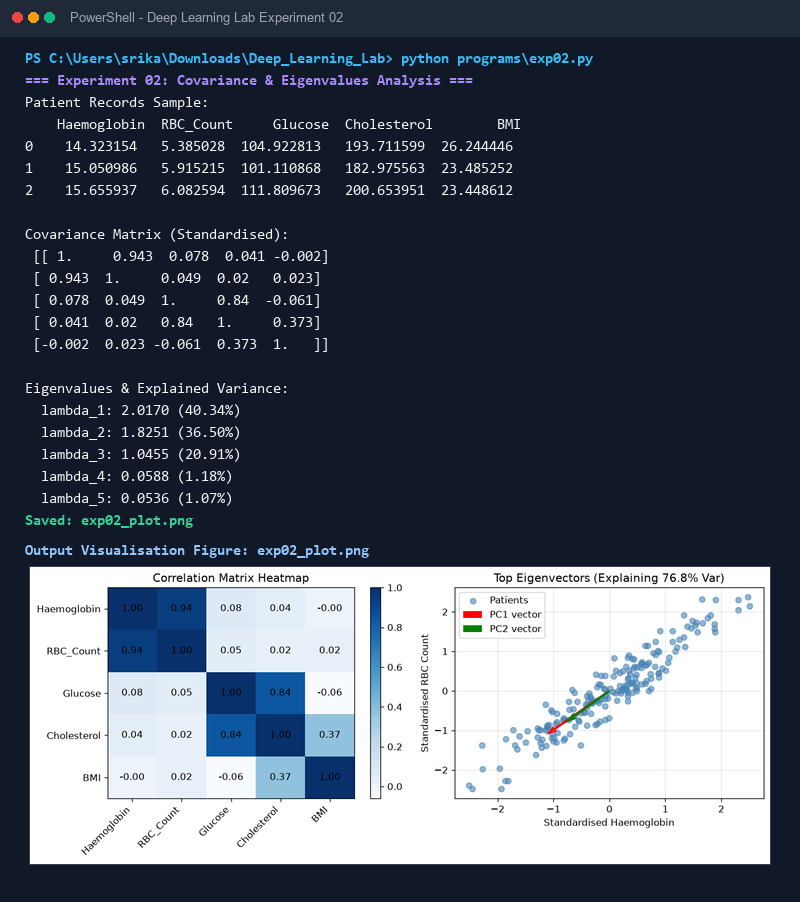 PowerShell - Deep Learning Lab Experiment 02
PS C:\Users\srika\Downloads\Deep_Learning_Lab> python programs\exp02.py
=== Experiment 02: Covariance & Eigenvalues Analysis ===
Patient Records Sample:
    Haemoglobin  RBC_Count     Glucose  Cholesterol        BMI
0    14.323154   5.385028  104.922813   193.711599  26.244446
1    15.050986   5.915215  101.110868   182.975563  23.485252
2    15.655937   6.082594  111.809673   200.653951  23.448612
Covariance Matrix (Standardised):
 [[ 1.     0.943  0.078  0.041 -0.002]
 [ 0.943  1.     0.049  0.02   0.023]
 [ 0.078  0.049  1.     0.84  -0.061]
 [ 0.041  0.02   0.84   1.     0.373]
 [-0.002  0.023 -0.061  0.373  1.   ]]
Eigenvalues & Explained Variance:
  lambda_1: 2.0170 (40.34%)
  lambda_2: 1.8251 (36.50%)
  lambda_3: 1.0455 (20.91%)
  lambda_4: 0.0588 (1.18%)
  lambda_5: 0.0536 (1.07%)
Saved: exp02_plot.png
Output Visualisation Figure: exp02_plot.png
Correlation Matrix Heatmap
Haemoglobin 1.00 0.94 0.08 0.04 -0.00
RBC_Count 0.94 1.00 0.05 0.02 0.02
Glucose 0.08 0.05 1.00 0.84 -0.06
Cholesterol 0.04 0.02 0.84 1.00 0.37
BMI -0.00 0.02 -0.06 0.37 1.00
Haemoglobin RBC_Count Glucose Cholesterol BMI
1.0
0.8
0.6
0.4
0.2
0.0
Top Eigenvectors (Explaining 76.8% Var)
Patients
PC1 vector
PC2 vector
Standardised RBC Count
2
1
0
−1
−2
−2 −1 0 1 2
Standardised Haemoglobin